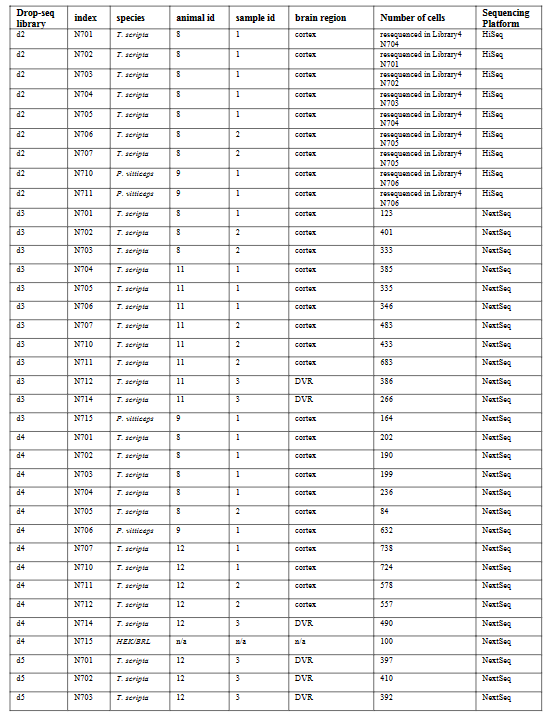 Drop-seq library index species animal id sample id brain region Number of cells Sequencing Platform
d2 N701 T. scripta 8 1 cortex resequenced in Library4 N704 HiSeq
d2 N702 T. scripta 8 1 cortex resequenced in Library4 N701 HiSeq
d2 N703 T. scripta 8 1 cortex resequenced in Library4 N702 HiSeq
d2 N704 T. scripta 8 1 cortex resequenced in Library4 N703 HiSeq
d2 N705 T. scripta 8 1 cortex resequenced in Library4 N704 HiSeq
d2 N706 T. scripta 8 2 cortex resequenced in Library4 N705 HiSeq
d2 N707 T. scripta 8 2 cortex resequenced in Library4 N705 HiSeq
d2 N710 P. vitticeps 9 1 cortex resequenced in Library4 N706 HiSeq
d2 N711 P. vitticeps 9 1 cortex resequenced in Library4 N706 HiSeq
d3 N701 T. scripta 8 1 cortex 123 NextSeq
d3 N702 T. scripta 8 2 cortex 401 NextSeq
d3 N703 T. scripta 8 2 cortex 333 NextSeq
d3 N704 T. scripta 11 1 cortex 385 NextSeq
d3 N705 T. scripta 11 1 cortex 335 NextSeq
d3 N706 T. scripta 11 1 cortex 346 NextSeq
d3 N707 T. scripta 11 2 cortex 483 NextSeq
d3 N710 T. scripta 11 2 cortex 433 NextSeq
d3 N711 T. scripta 11 2 cortex 683 NextSeq
d3 N712 T. scripta 11 3 DVR 386 NextSeq
d3 N714 T. scripta 11 3 DVR 266 NextSeq
d3 N715 P. vitticeps 9 1 cortex 164 NextSeq
d4 N701 T. scripta 8 1 cortex 202 NextSeq
d4 N702 T. scripta 8 1 cortex 190 NextSeq
d4 N703 T. scripta 8 1 cortex 199 NextSeq
d4 N704 T. scripta 8 1 cortex 236 NextSeq
d4 N705 T. scripta 8 2 cortex 84 NextSeq
d4 N706 P. vitticeps 9 1 cortex 632 NextSeq
d4 N707 T. scripta 12 1 cortex 738 NextSeq
d4 N710 T. scripta 12 1 cortex 724 NextSeq
d4 N711 T. scripta 12 2 cortex 578 NextSeq
d4 N712 T. scripta 12 2 cortex 557 NextSeq
d4 N714 T. scripta 12 3 DVR 490 NextSeq
d4 N715 HEK/BRL n/a n/a n/a 100 NextSeq
d5 N701 T. scripta 12 3 DVR 397 NextSeq
d5 N702 T. scripta 12 3 DVR 410 NextSeq
d5 N703 T. scripta 12 3 DVR 392 NextSeq